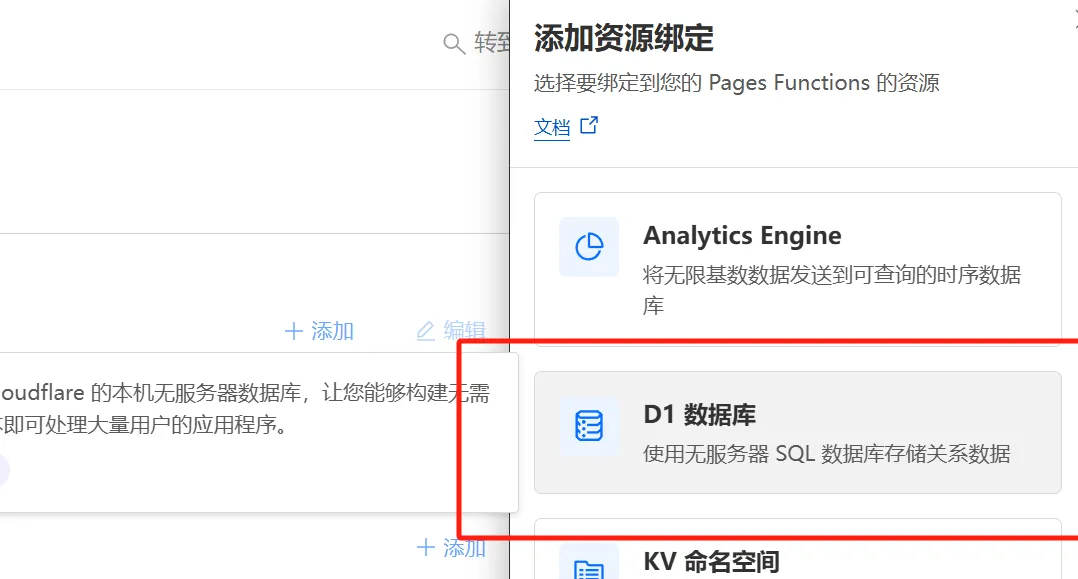 转到
添加资源绑定
选择要绑定到您的 Pages Functions 的资源
文档
Analytics Engine
将无限基数数据发送到可查询的时序数据
库
添加
编辑
oudflare 的本机无服务器数据库，让您能够构建无需
即可处理大量用户的应用程序。
D1 数据库
使用无服务器 SQL 数据库存储关系数据
添加
KV 命名空间